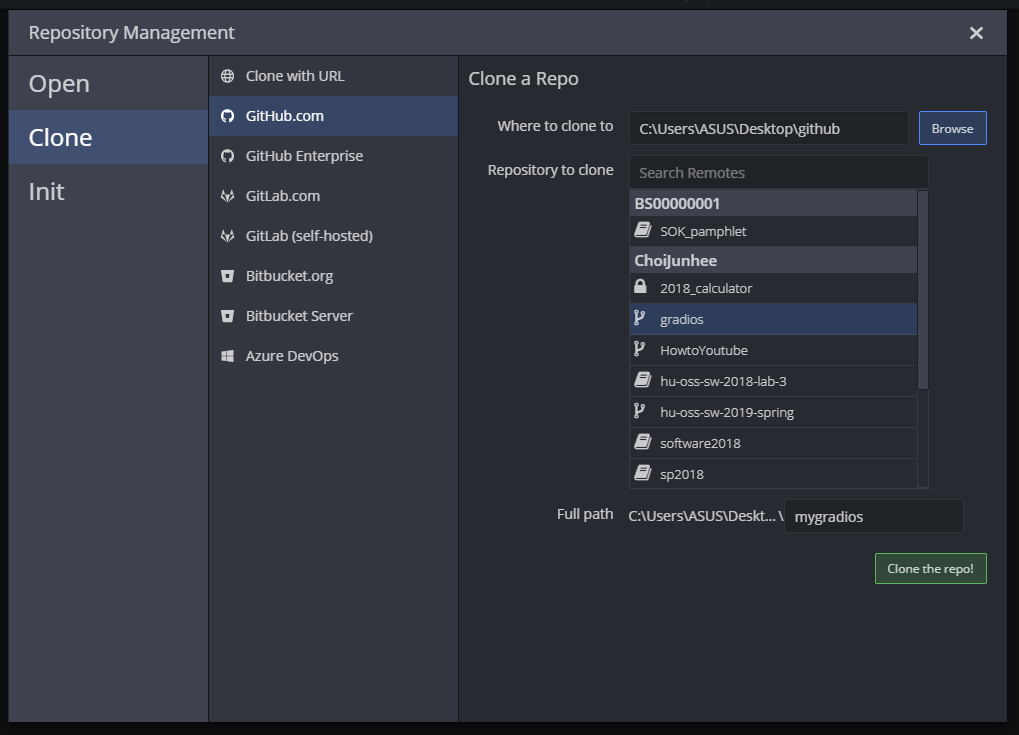 Repository Management
Open
Clone
Init
Clone with URL
GitHub.com
GitHub Enterprise
GitLab.com
GitLab (self-hosted)
Bitbucket.org
Bitbucket Server
Azure DevOps
Clone a Repo
Where to clone to
C:\Users\ASUS\Desktop\github
Browse
Repository to clone
Search Remotes
BS00000001
SOK_pamphlet
ChoiJunhee
2018_calculator
gradios
HowtoYoutube
hu-oss-sw-2018-lab-3
hu-oss-sw-2019-spring
software2018
sp2018
Full path
C:\Users\ASUS\Deskt... \
mygradios
Clone the repo!